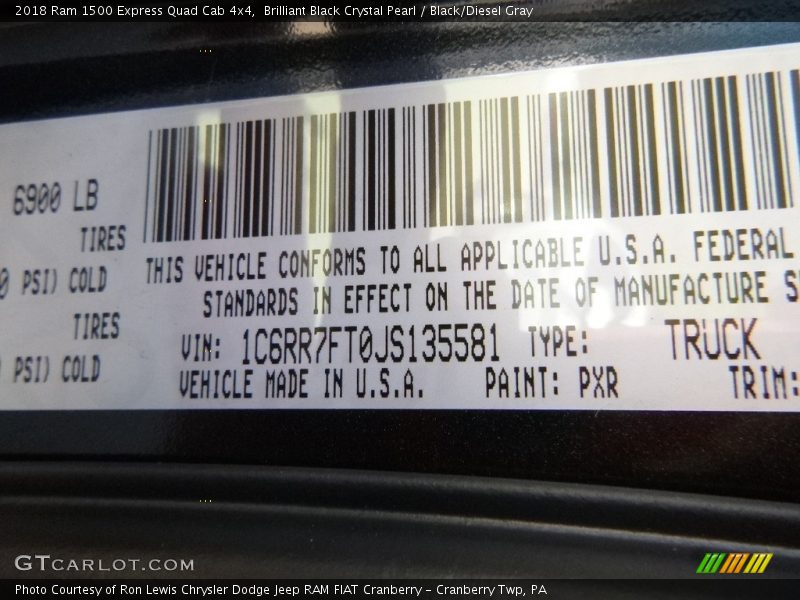 2018 Ram 1500 Express Quad Cab 4x4, Brilliant Black Crystal Pearl / Black/Diesel Gray
6900 LB
TIRES
0 PSI) COLD
TIRES
PSI) COLD
THIS VEHICLE CONFORMS TO ALL APPLICABLE U.S.A. FEDERAL
STANDARDS IN EFFECT ON THE DATE OF MANUFACTURE S
VIN: 1C6RR7FT0JS135581 TYPE: TRUCK
VEHICLE MADE IN U.S.A. PAINT: PXR TRIM:
GTCARLOT.COM
Photo Courtesy of Ron Lewis Chrysler Dodge Jeep RAM FIAT Cranberry - Cranberry Twp, PA